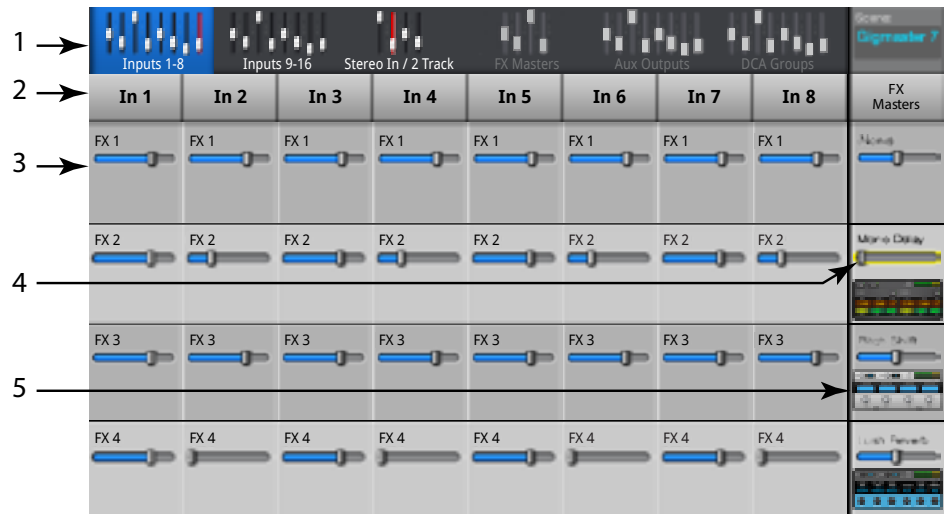 1
Inputs 1-8 Inputs 9-16 Stereo In / 2 Track FX Masters Aux Outputs DCA Groups
Scene:
Gigmaster 7
2
In 1 In 2 In 3 In 4 In 5 In 6 In 7 In 8 FX Masters
3
FX 1 FX 1 FX 1 FX 1 FX 1 FX 1 FX 1 FX 1 None
FX 2 FX 2 FX 2 FX 2 FX 2 FX 2 FX 2 FX 2 Mono Delay
4
FX 3 FX 3 FX 3 FX 3 FX 3 FX 3 FX 3 FX 3 Pitch Shift
5
FX 4 FX 4 FX 4 FX 4 FX 4 FX 4 FX 4 FX 4 Lush Reverb